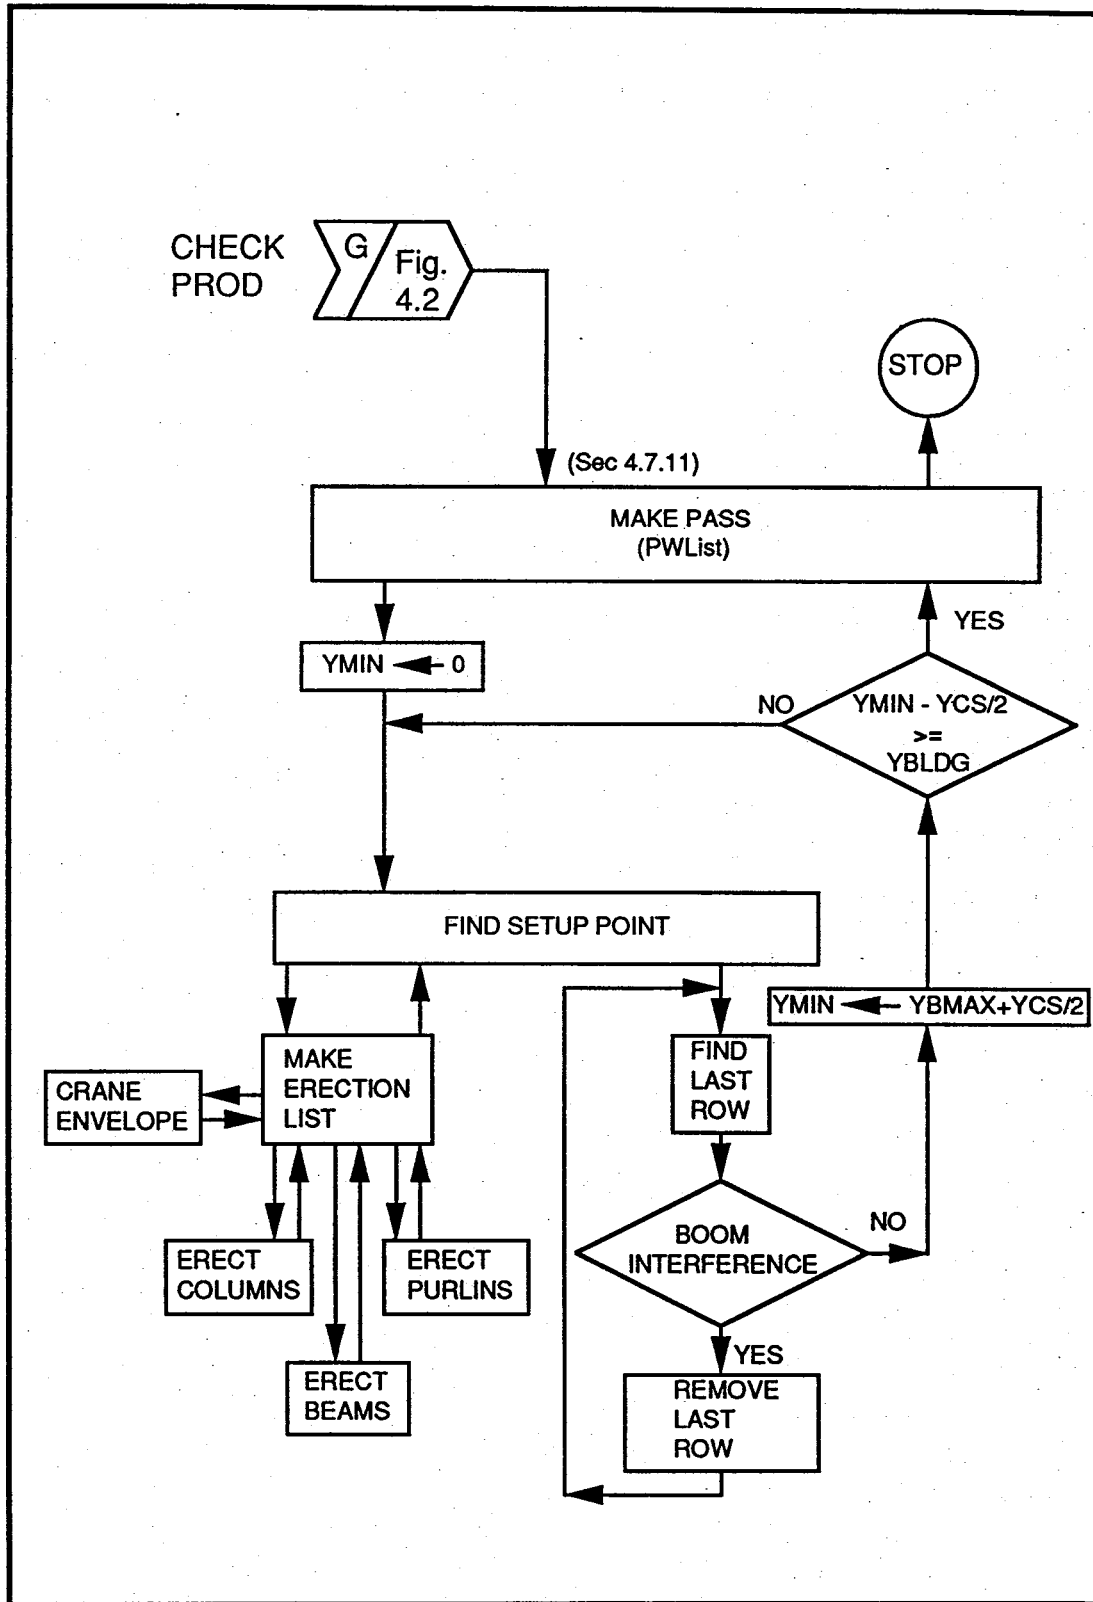 CHECK
PROD
G
Fig.
4.2
STOP
(Sec 4.7.11)
MAKE PASS
(PWList)
YES
YMIN 0
NO
YMIN - YCS/2
>=
YBLDG
FIND SETUP POINT
YMIN YBMAX+YCS/2
MAKE
ERECTION
LIST
CRANE
ENVELOPE
FIND
LAST
ROW
BOOM
INTERFERENCE
NO
ERECT
COLUMNS
ERECT
PURLINS
YES
ERECT
BEAMS
REMOVE
LAST
ROW